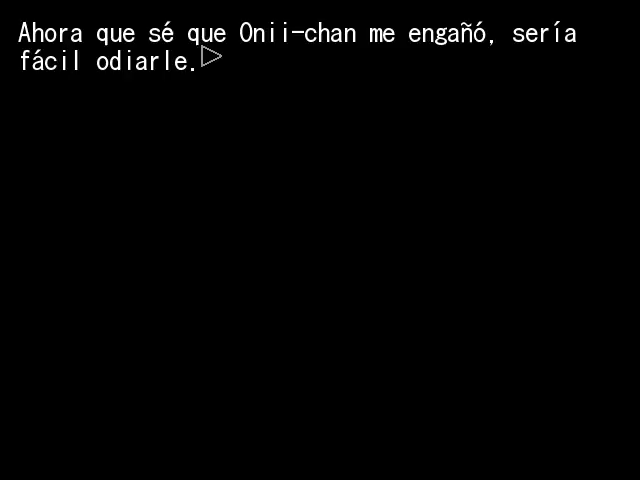 Ahora que sé que Onii-chan me engañó, sería
fácil odiarle.